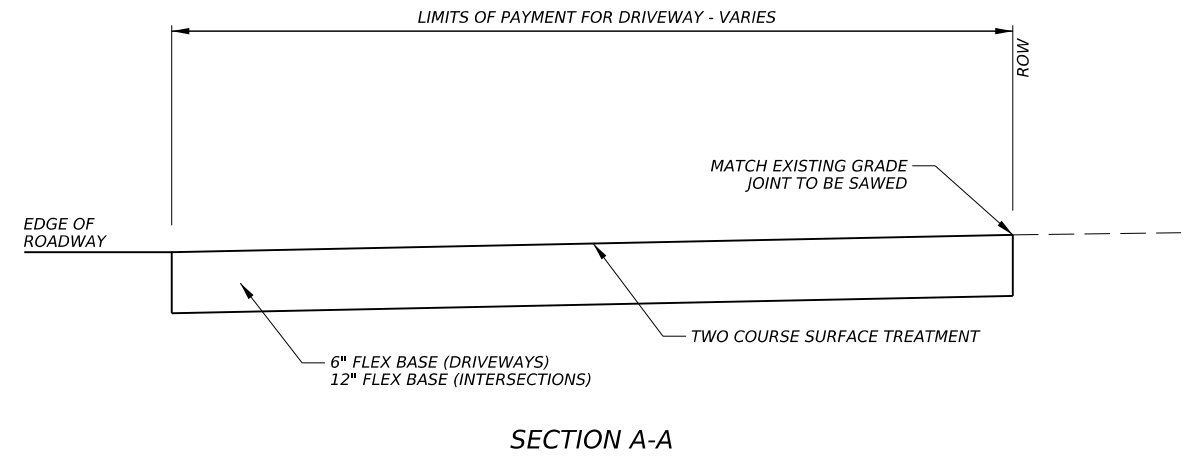 LIMITS OF PAYMENT FOR DRIVEWAY - VARIES
ROW
MATCH EXISTING GRADE
JOINT TO BE SAWED
EDGE OF
ROADWAY
TWO COURSE SURFACE TREATMENT
6" FLEX BASE (DRIVEWAYS)
12" FLEX BASE (INTERSECTIONS)
SECTION A-A